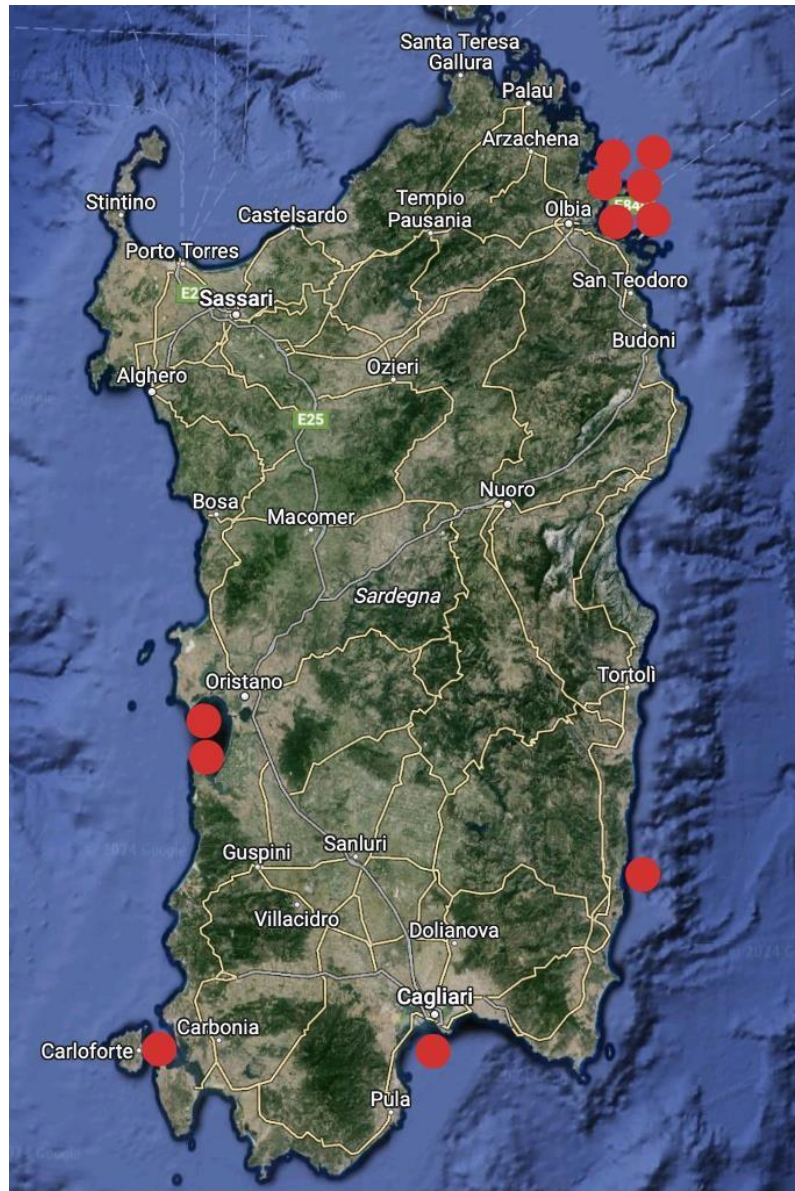 Santa Teresa
Gallura
Palau
Arzachena
Stintino
Castelsardo
Tempio
Pausania
Olbia
Porto Torres
San Teodoro
Sassari
Budoni
Alghero
Ozieri
E25
Bosa
Nuoro
Macomer
Sardegna
Oristano
Tortolì
Guspini
Sanluri
Villacidro
Dolianova
Cagliari
Carbonia
Carloforte
Pula